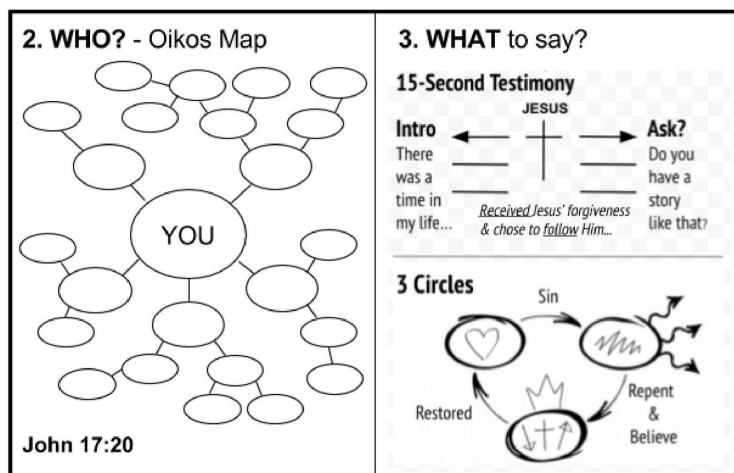 2. WHO? - Oikos Map
YOU
John 17:20
3. WHAT to say?
15-Second Testimony
JESUS
Intro
There
was a
time in
my life...
Received Jesus' forgiveness
& chose to follow Him...
Ask?
Do you
have a
story
like that?
3 Circles
Sin
Repent
&
Believe
Restored